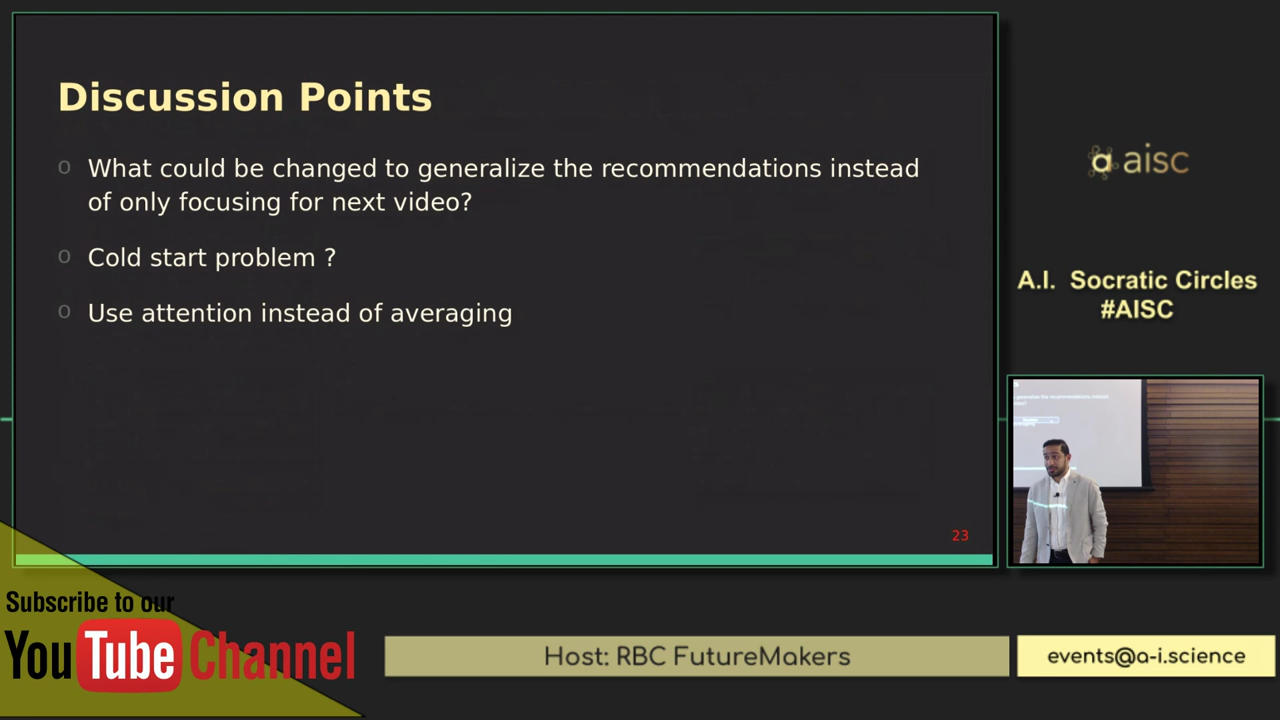 Discussion Points
o What could be changed to generalize the recommendations instead
of only focusing for next video?
o Cold start problem ?
o Use attention instead of averaging
23
aisc
A.I. Socratic Circles
#AISC
Subscribe to our
YouTube Channel
Host: RBC FutureMakers
events@a-i.science